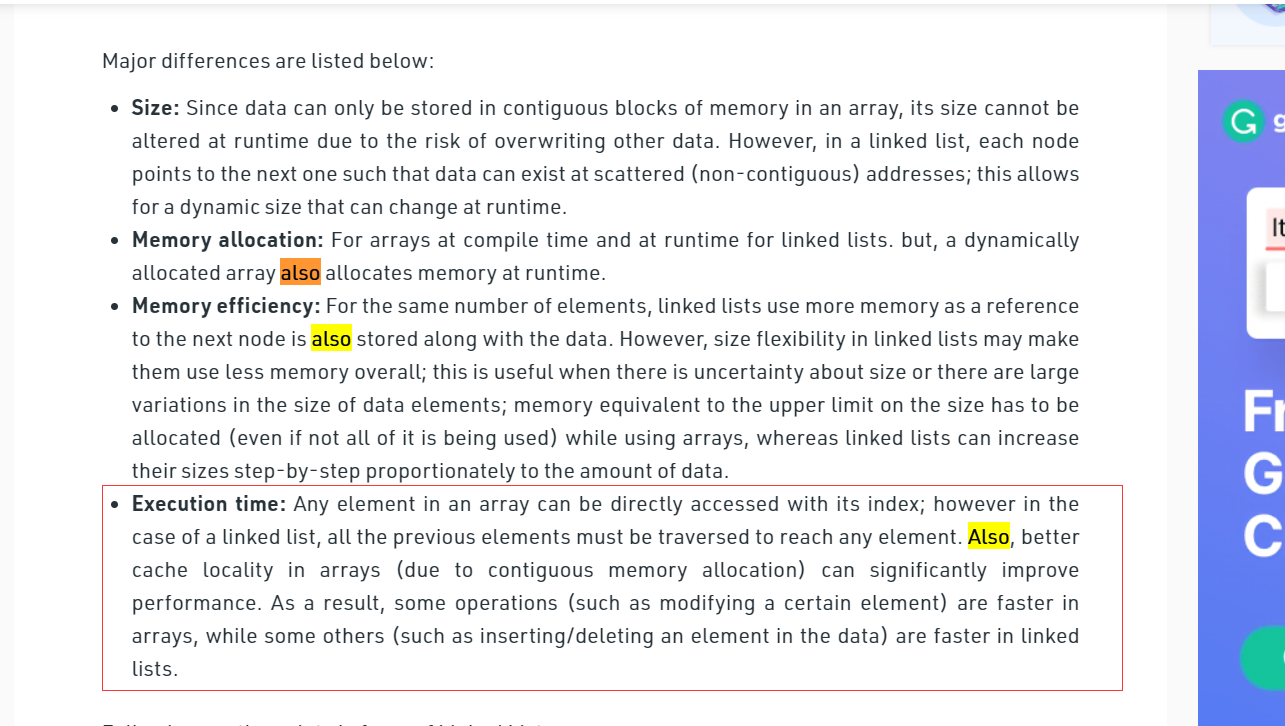 Major differences are listed below:
Size: Since data can only be stored in contiguous blocks of memory in an array, its size cannot be
altered at runtime due to the risk of overwriting other data. However, in a linked list, each node
points to the next one such that data can exist at scattered (non-contiguous) addresses; this allows
for a dynamic size that can change at runtime.
Memory allocation: For arrays at compile time and at runtime for linked lists. but, a dynamically
allocated array also allocates memory at runtime.
Memory efficiency: For the same number of elements, linked lists use more memory as a reference
to the next node is also stored along with the data. However, size flexibility in linked lists may make
them use less memory overall; this is useful when there is uncertainty about size or there are large
variations in the size of data elements; memory equivalent to the upper limit on the size has to be
allocated (even if not all of it is being used) while using arrays, whereas linked lists can increase
their sizes step-by-step proportionately to the amount of data.
Execution time: Any element in an array can be directly accessed with its index; however in the
case of a linked list, all the previous elements must be traversed to reach any element. Also, better
cache locality in arrays (due to contiguous memory allocation) can significantly improve
performance. As a result, some operations (such as modifying a certain element) are faster in
arrays, while some others (such as inserting/deleting an element in the data) are faster in linked
lists.
It
Fr
G
C